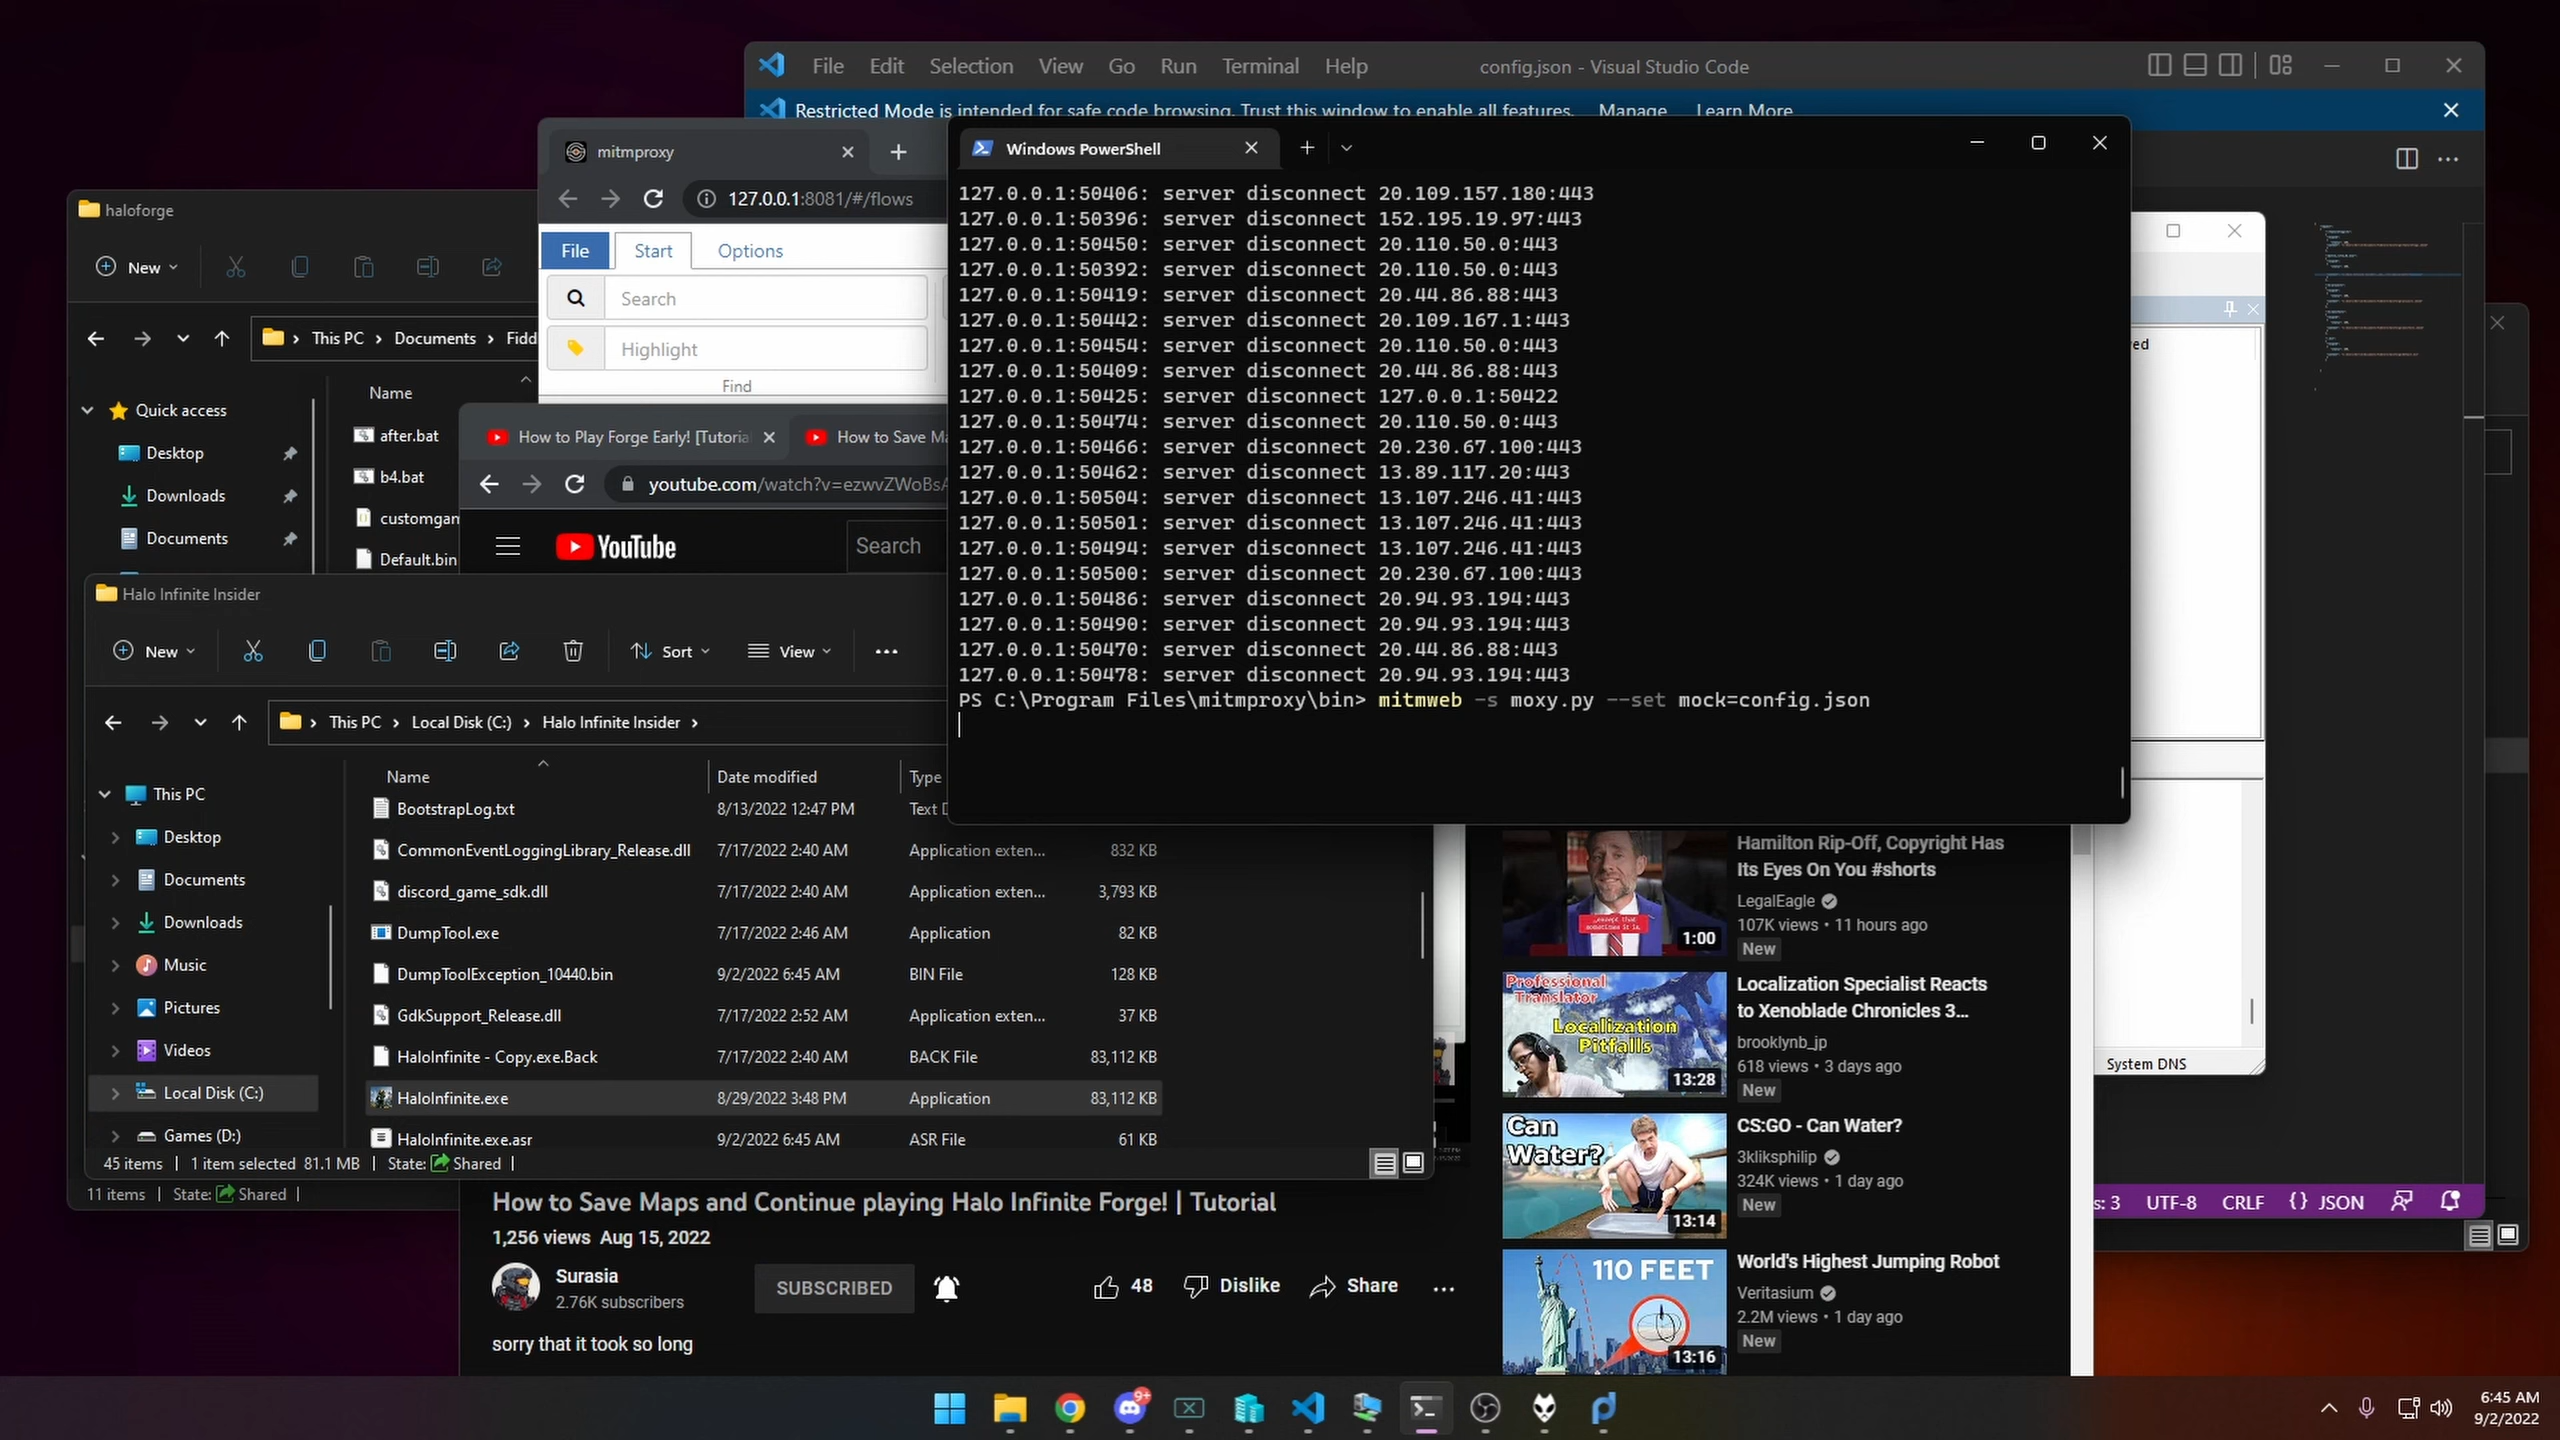 File Edit Selection View Go Run Terminal Help config.json - Visual Studio Code
Restricted Mode is intended for safe code browsing. Trust this window to enable all features. Manage Learn More
mitmproxy
127.0.0.1:8081/#/flows
File Start Options
Search
Highlight
Find
Windows PowerShell
127.0.0.1:50406: server disconnect 20.109.157.180:443
127.0.0.1:50396: server disconnect 152.195.19.97:443
127.0.0.1:50450: server disconnect 20.110.50.0:443
127.0.0.1:50392: server disconnect 20.110.50.0:443
127.0.0.1:50419: server disconnect 20.44.86.88:443
127.0.0.1:50442: server disconnect 20.109.167.1:443
127.0.0.1:50454: server disconnect 20.110.50.0:443
127.0.0.1:50409: server disconnect 20.44.86.88:443
127.0.0.1:50425: server disconnect 127.0.0.1:50422
127.0.0.1:50474: server disconnect 20.110.50.0:443
127.0.0.1:50466: server disconnect 20.230.67.100:443
127.0.0.1:50462: server disconnect 13.89.117.20:443
127.0.0.1:50504: server disconnect 13.107.246.41:443
127.0.0.1:50501: server disconnect 13.107.246.41:443
127.0.0.1:50494: server disconnect 13.107.246.41:443
127.0.0.1:50500: server disconnect 20.230.67.100:443
127.0.0.1:50486: server disconnect 20.94.93.194:443
127.0.0.1:50490: server disconnect 20.94.93.194:443
127.0.0.1:50470: server disconnect 20.44.86.88:443
127.0.0.1:50478: server disconnect 20.94.93.194:443
PS C:\Program Files\mitmproxy\bin> mitmweb -s moxy.py --set mock=config.json
haloforge
New
This PC > Documents > Fidd
Name
Quick access
Desktop
Downloads
Documents
after.bat
b4.bat
customgam
Default.bin
How to Play Forge Early! [Tutoria
How to Save Ma
youtube.com/watch?v=ezwvZWoBsA
YouTube
Search
Halo Infinite Insider
New Sort View
This PC > Local Disk (C:) > Halo Infinite Insider >
This PC
Desktop
Documents
Downloads
Music
Pictures
Videos
Local Disk (C:)
Games (D:)
Name Date modified Type
BootstrapLog.txt 8/13/2022 12:47 PM Text D
CommonEventLoggingLibrary_Release.dll 7/17/2022 2:40 AM Application exten... 832 KB
discord_game_sdk.dll 7/17/2022 2:40 AM Application exten... 3,793 KB
DumpTool.exe 7/17/2022 2:46 AM Application 82 KB
DumpToolException_10440.bin 9/2/2022 6:45 AM BIN File 128 KB
GdkSupport_Release.dll 7/17/2022 2:52 AM Application exten... 37 KB
HaloInfinite - Copy.exe.Back 7/17/2022 2:40 AM BACK File 83,112 KB
HaloInfinite.exe 8/29/2022 3:48 PM Application 83,112 KB
HaloInfinite.exe.asr 9/2/2022 6:45 AM ASR File 61 KB
45 items 1 item selected 81.1 MB State: Shared
11 items State: Shared
How to Save Maps and Continue playing Halo Infinite Forge! | Tutorial
1,256 views Aug 15, 2022
Surasia
2.76K subscribers
SUBSCRIBED
48 Dislike Share
sorry that it took so long
Hamilton Rip-Off, Copyright Has
Its Eyes On You #shorts
LegalEagle
107K views • 11 hours ago
New
1:00
Professional
Translator
Localization
Pitfalls
13:28
Localization Specialist Reacts
to Xenoblade Chronicles 3...
brooklynb_jp
618 views • 3 days ago
New
Can
Water?
13:14
CS:GO - Can Water?
3kliksphilip
324K views • 1 day ago
New
110 FEET
13:16
World's Highest Jumping Robot
Veritasium
2.2M views • 1 day ago
New
ed
System DNS
s: 3 UTF-8 CRLF {} JSON
9+
6:45 AM
9/2/2022